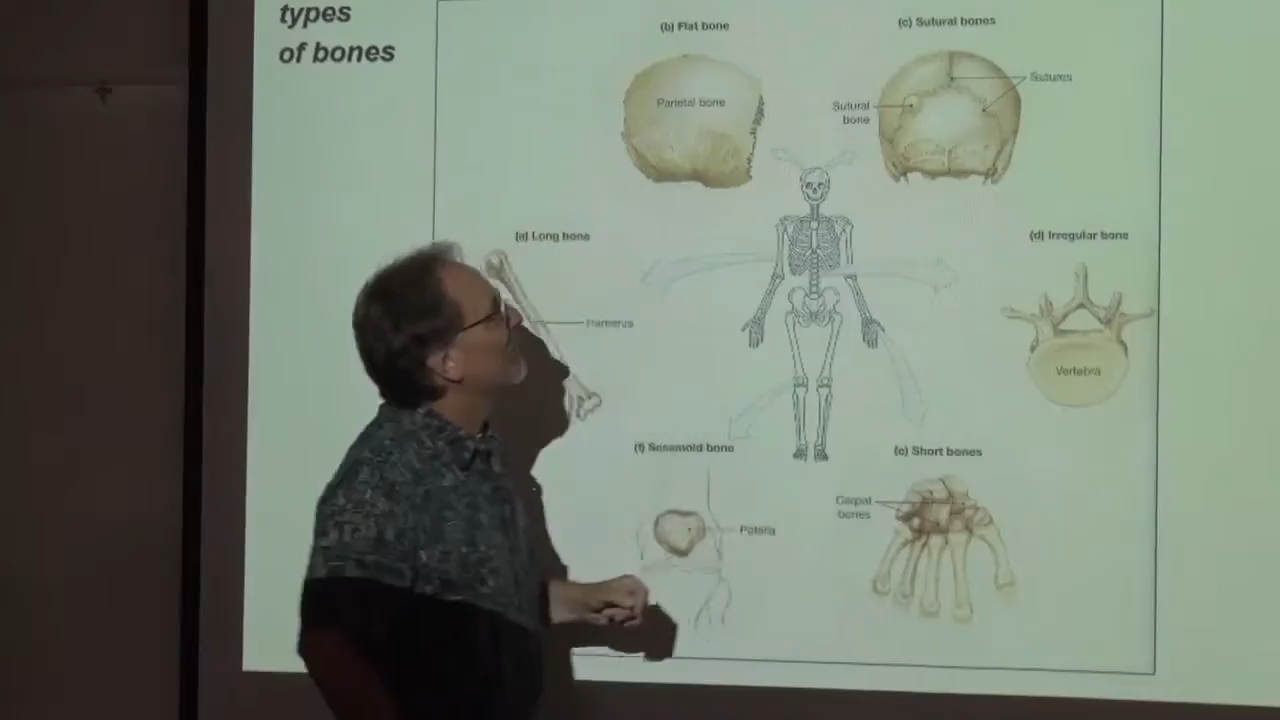 types
of bones
(b) Flat bone
(c) Sutural bones
Parietal bone
Sutures
Sutural
bone
(a) Long bone
(d) Irregular bone
Humerus
Vertebra
(f) Sesamoid bone
(e) Short bones
Carpal
bones
Patella